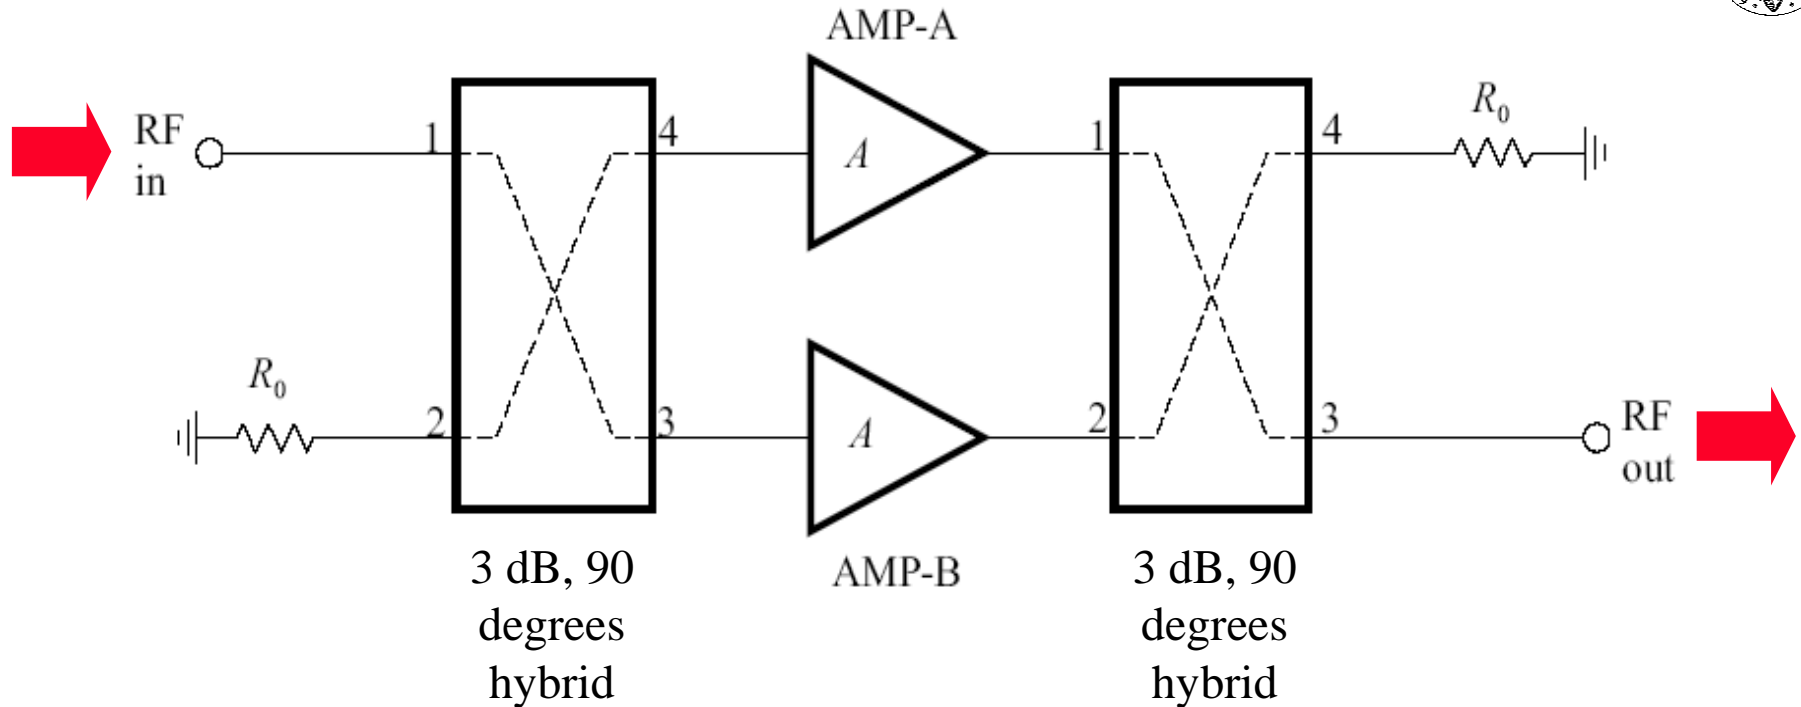 AMP-A
RF
in
1
4
A
1
4
R0
R0
2
3
A
2
3
RF
out
AMP-B
3 dB, 90
degrees
hybrid
3 dB, 90
degrees
hybrid